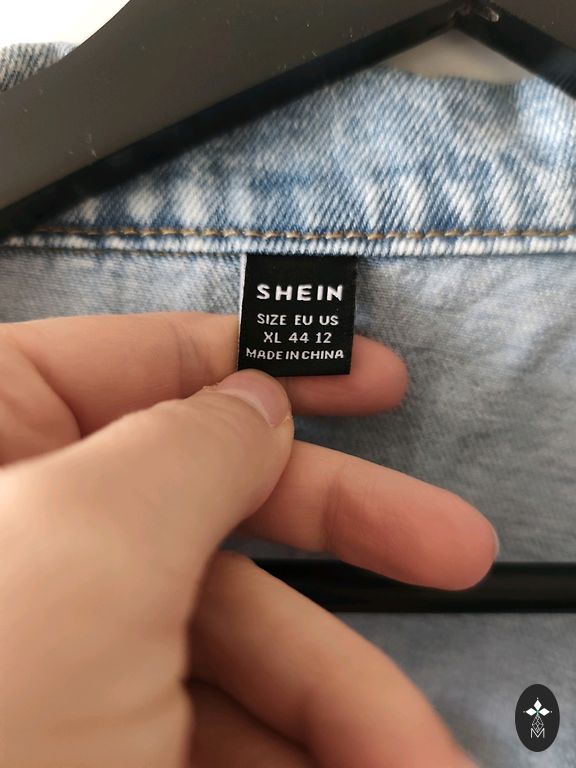 SHEIN
SIZE EU US
XL 44 12
MADE IN CHINA
M